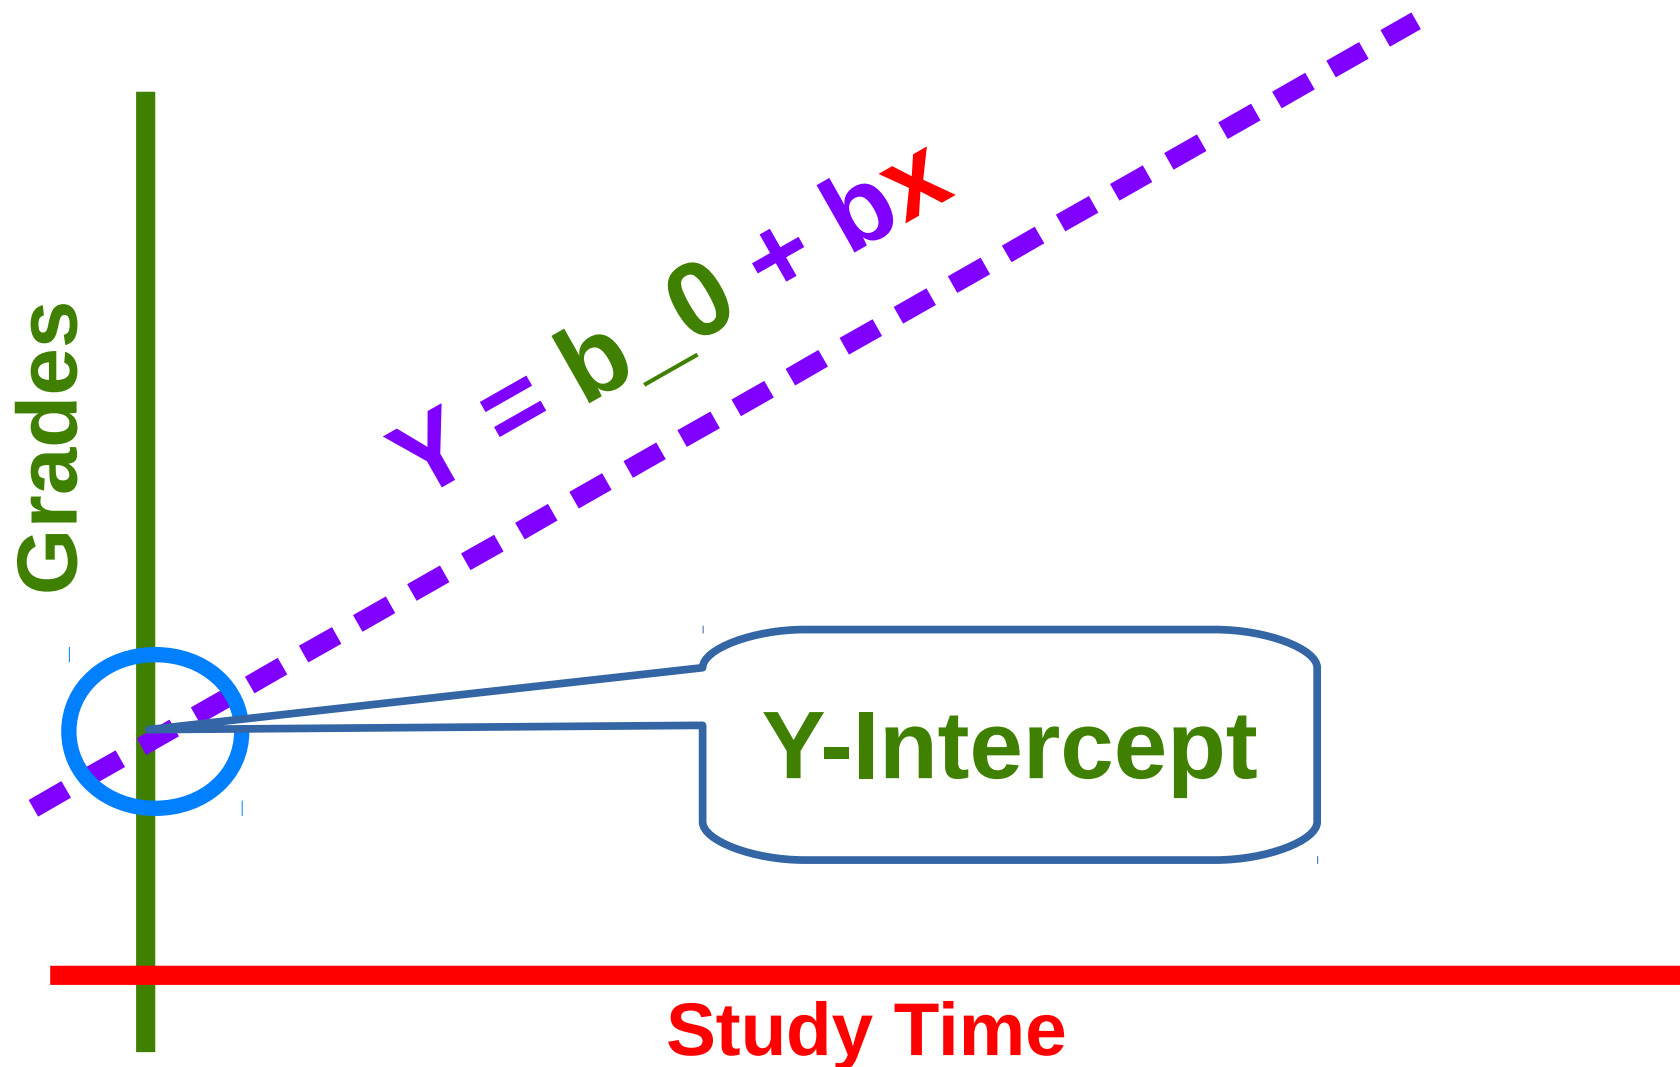 Grades
Y = b_0 + bx
Y-Intercept
Study Time